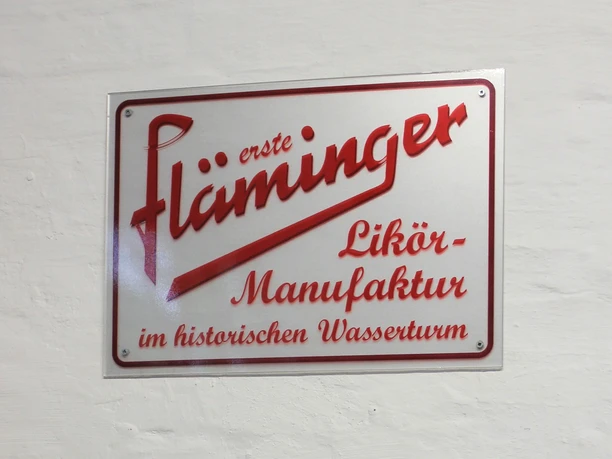 erste
fläminger
Likör-
Manufaktur
im historischen Wasserturm